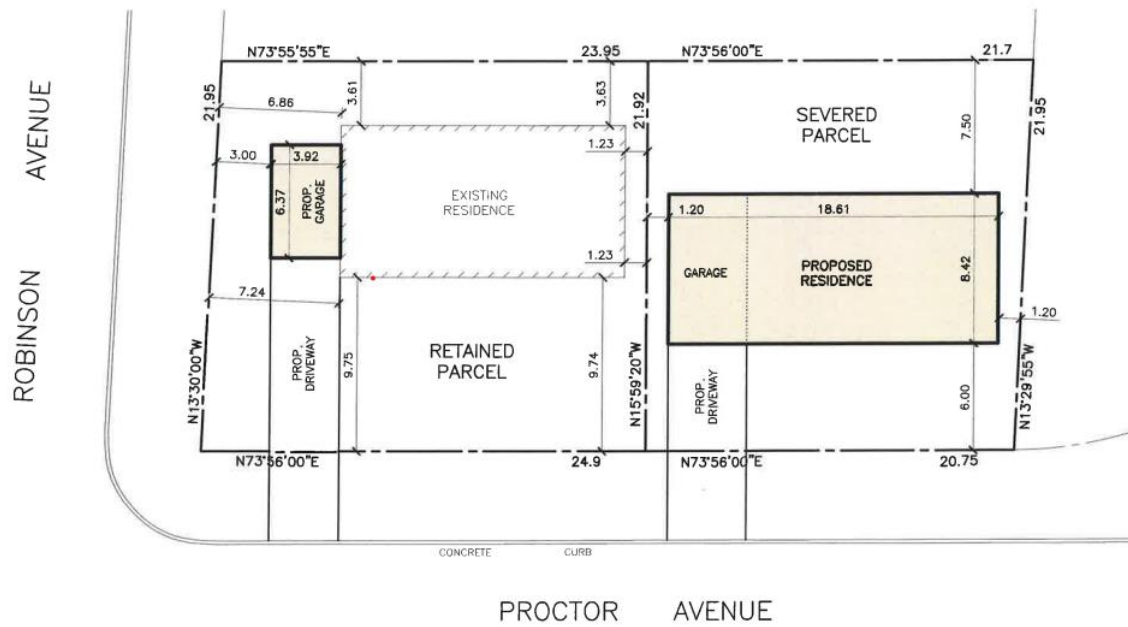 N73°55'55"E
23.95
N73°56'00"E
21.7
ROBINSON AVENUE
21.95
6.86
3.61
3.63
21.92
SEVERED
PARCEL
7.50
21.95
3.00
3.92
1.23
6.37
PROP.
GARAGE
EXISTING
RESIDENCE
1.20
18.61
1.23
GARAGE
PROPOSED
RESIDENCE
8.42
7.24
1.20
N13°30'00"W
PROP.
DRIVEWAY
9.75
RETAINED
PARCEL
9.74
N15°59'20"W
PROP.
DRIVEWAY
6.00
N13°29'55"W
N73°56'00"E
24.9
N73°56'00"E
20.75
CONCRETE CURB
PROCTOR AVENUE